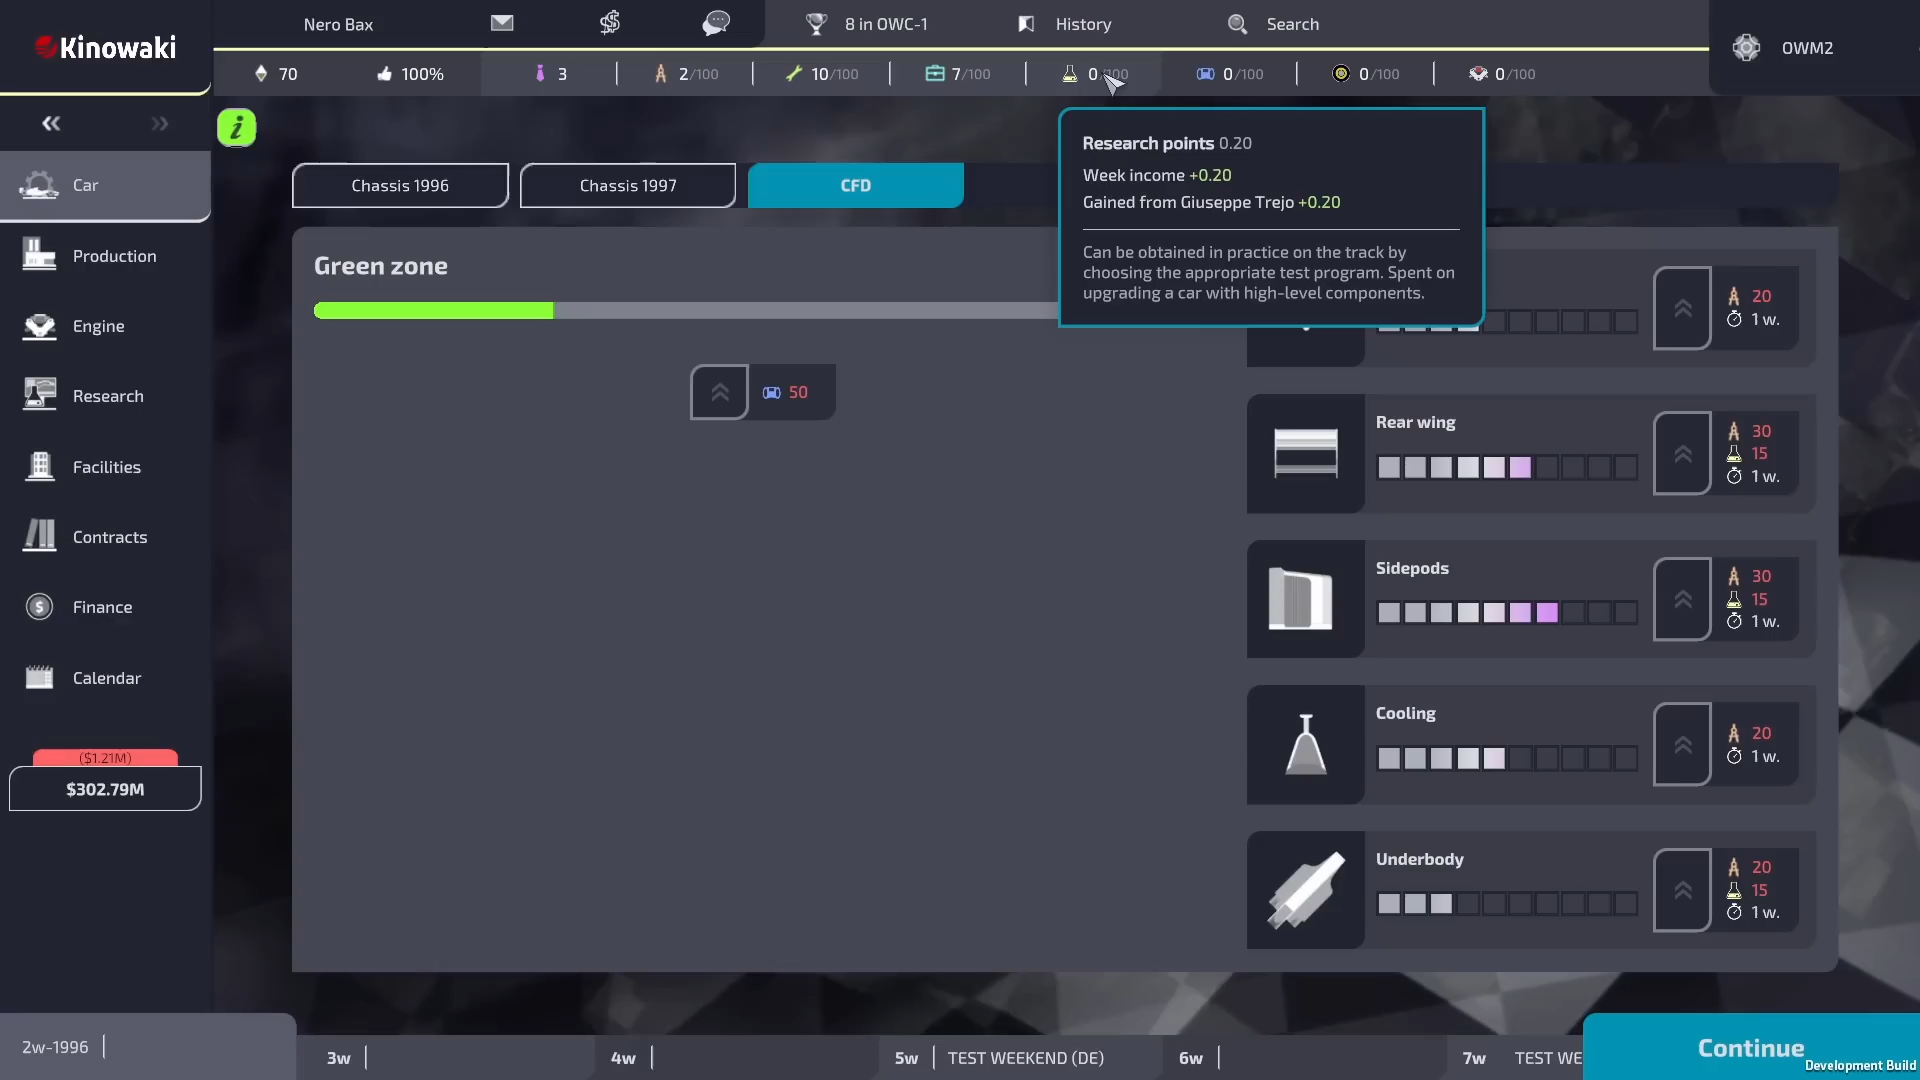 Kinowaki
Nero Bax
8 in OWC-1
History
Search
OWM2
70
100%
3
2/100
10/100
7/100
0/100
0/100
0/100
0/100
Car
Production
Engine
Research
Facilities
Contracts
Finance
Calendar
($1.21M)
$302.79M
Chassis 1996
Chassis 1997
CFD
Green zone
50
Research points 0.20
Week income +0.20
Gained from Giuseppe Trejo +0.20
Can be obtained in practice on the track by
choosing the appropriate test program. Spent on
upgrading a car with high-level components.
20
1 w.
Rear wing
30
15
1 w.
Sidepods
30
15
1 w.
Cooling
20
1 w.
Underbody
20
15
1 w.
2w-1996
3w
4w
5w
TEST WEEKEND (DE)
6w
7w
TEST WE
Continue
Development Build